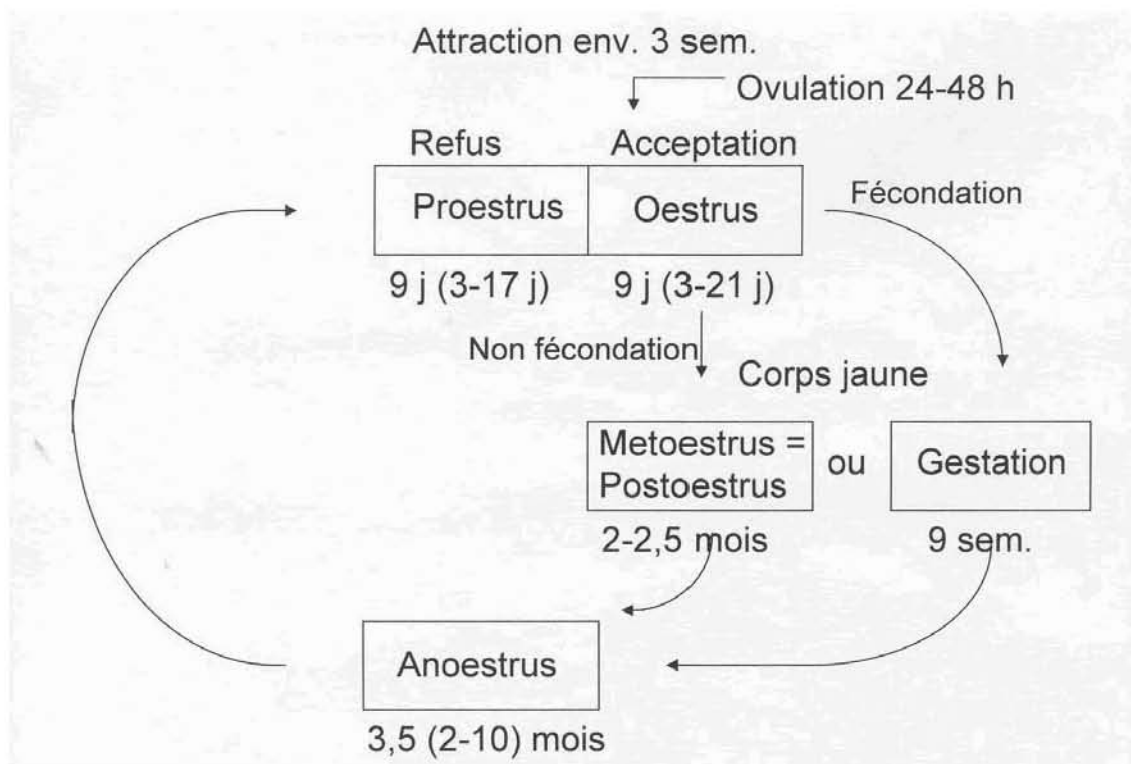 Attraction env. 3 sem.
Ovulation 24-48 h
Refus
Acceptation
Proestrus
Oestrus
Fécondation
9 j (3-17 j)
9 j (3-21 j)
Non fécondation
Corps jaune
Metoestrus =
Postoestrus
ou
Gestation
2-2,5 mois
9 sem.
Anoestrus
3,5 (2-10) mois